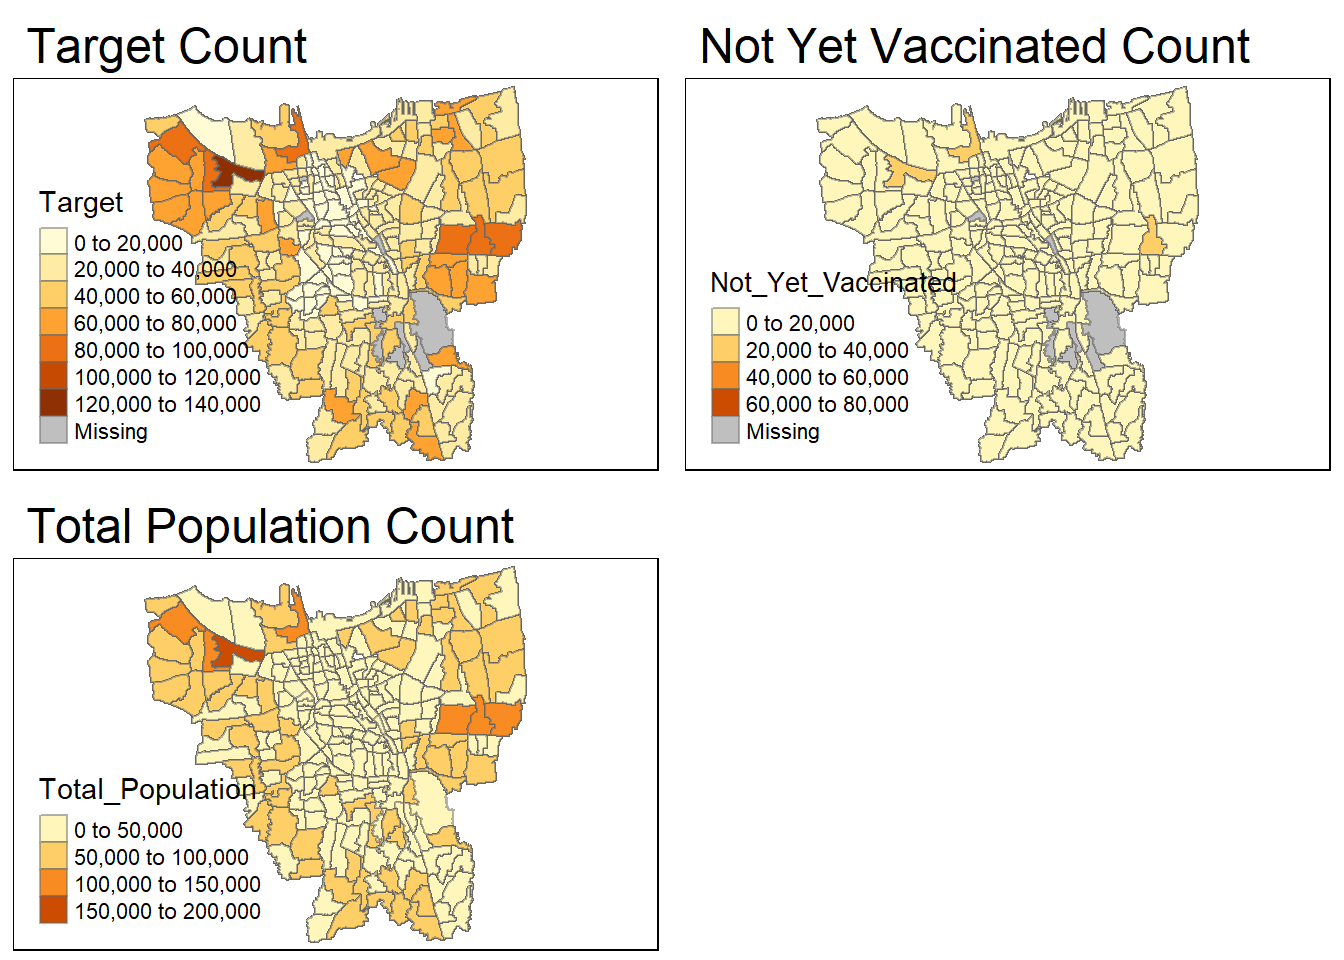 Target Count
Target
0 to 20,000
20,000 to 40,000
40,000 to 60,000
60,000 to 80,000
80,000 to 100,000
100,000 to 120,000
120,000 to 140,000
Missing
Not Yet Vaccinated Count
Not_Yet_Vaccinated
0 to 20,000
20,000 to 40,000
40,000 to 60,000
60,000 to 80,000
Missing
Total Population Count
Total_Population
0 to 50,000
50,000 to 100,000
100,000 to 150,000
150,000 to 200,000